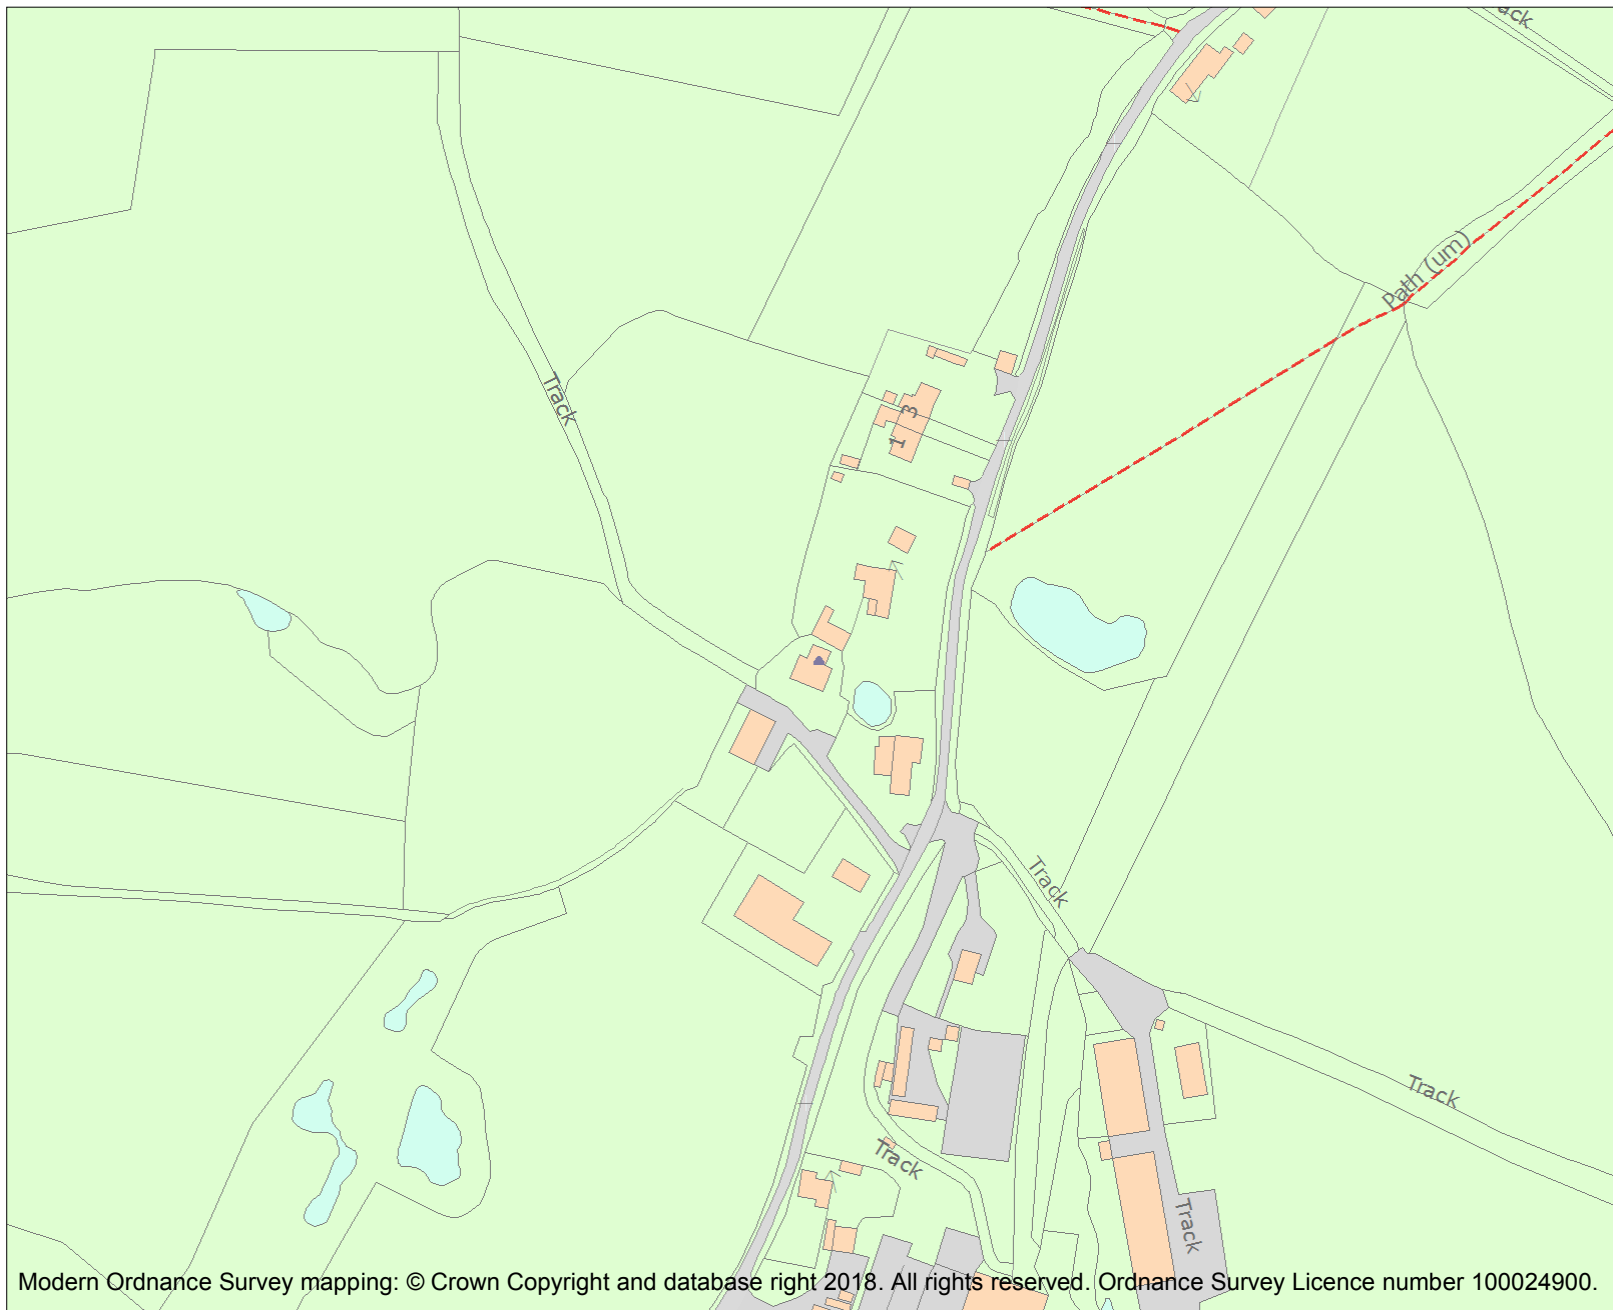 Path (um)
Track
3
1
Track
Track
Track
Track
Modern Ordnance Survey mapping: © Crown Copyright and database right 2018. All rights reserved. Ordnance Survey Licence number 100024900.